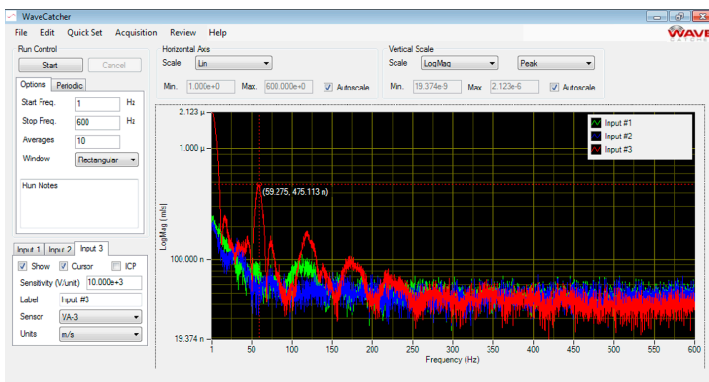 WaveCatcher
File Edit Quick Set Acquisition Review Help
WAVE
Run Control
Start Cancel
Options Periodic
Start Freq. 1 Hz
Stop Freq. 600 Hz
Averages 10
Window Rectangular
Run Notes
Input 1 Input 2 Input 3
Show Cursor ICP
Sensitivity (V/unit) 10.000e+3
Label Input #3
Sensor VA-3
Units m/s
Horizontal Axis
Scale Lin
Min. 1.000e+0 Max. 600.000e+0 Autoscale
Vertical Scale
Scale LogMag Peak
Min. 19.374e-9 Max 2.123e-6 Autoscale
2.123 µ
1.000 µ
100.000 n
19.374 n
LogMag (m/s)
(59.275, 475.113 n)
Input #1
Input #2
Input #3
1 50 100 150 200 250 300 350 400 450 500 550 600
Frequency (Hz)